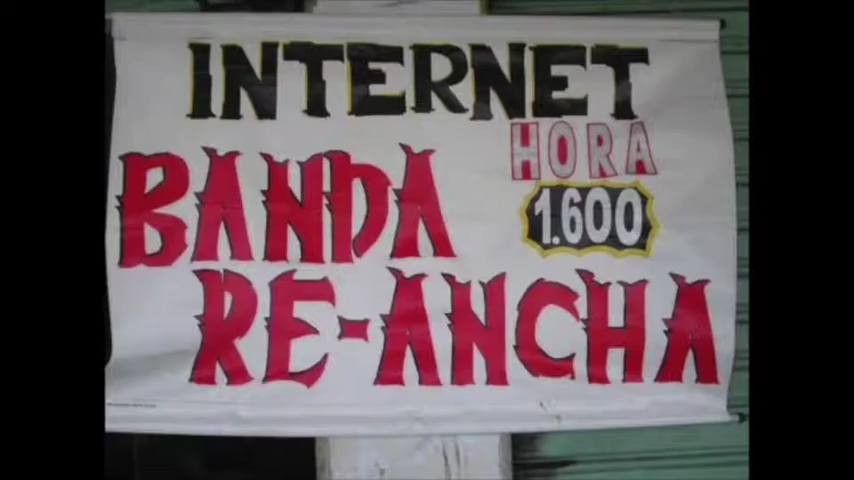 INTERNET
HORA
1.600
BANDA
RE-ANCHA